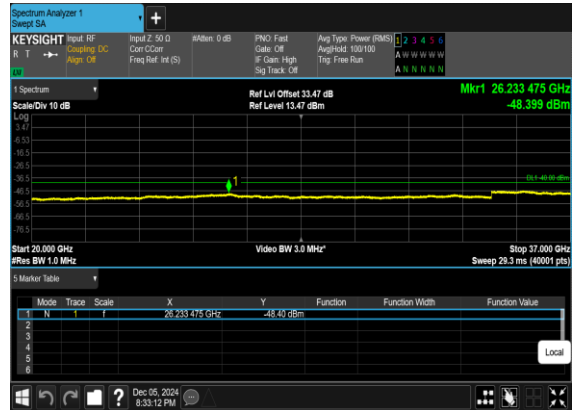 Spectrum Analyzer 1
Swept SA
+
KEYSIGHT Input: RF Input Z: 50 Ω #Atten: 0 dB PNO: Fast Avg Type: Power (RMS) 1 2 3 4 5 6
R T Coupling: DC Corr CCorr Gate: Off Avg|Hold: 100/100 A W W W W W
Align: Off Freq Ref: Int (S) IF Gain: High Trig: Free Run
Sig Track: Off A N N N N N
1 Spectrum Ref Lvl Offset 33.47 dB Mkr1 26.233 475 GHz
Scale/Div 10 dB Ref Level 13.47 dBm -48.399 dBm
Log
3.47
-6.53
-16.5
-26.5
-36.5 1 DL1 -40.00 dBm
-46.5
-56.5
-66.5
-76.5
Start 20.000 GHz Video BW 3.0 MHz* Stop 37.000 GHz
#Res BW 1.0 MHz Sweep 29.3 ms (40001 pts)
5 Marker Table
Mode Trace Scale X Y Function Function Width Function Value
1 N 1 f 26.233 475 GHz -48.40 dBm
2
3
4
5
6
Local
? Dec 05, 2024
8:33:12 PM